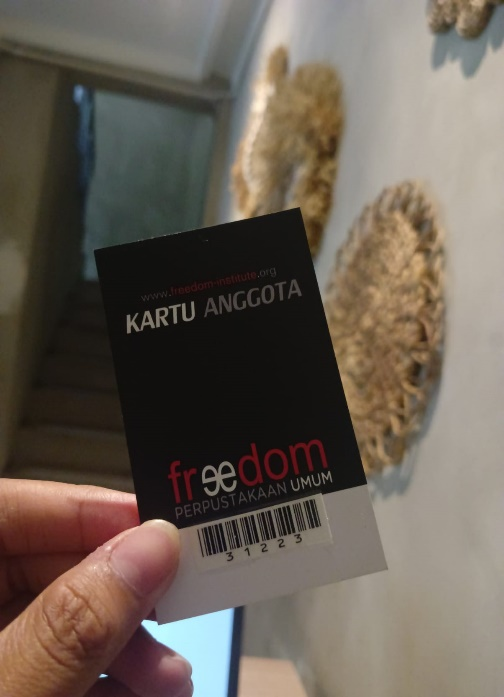 www.freedom-institute.org
KARTU ANGGOTA
freedom
PERPUSTAKAAN UMUM
31223